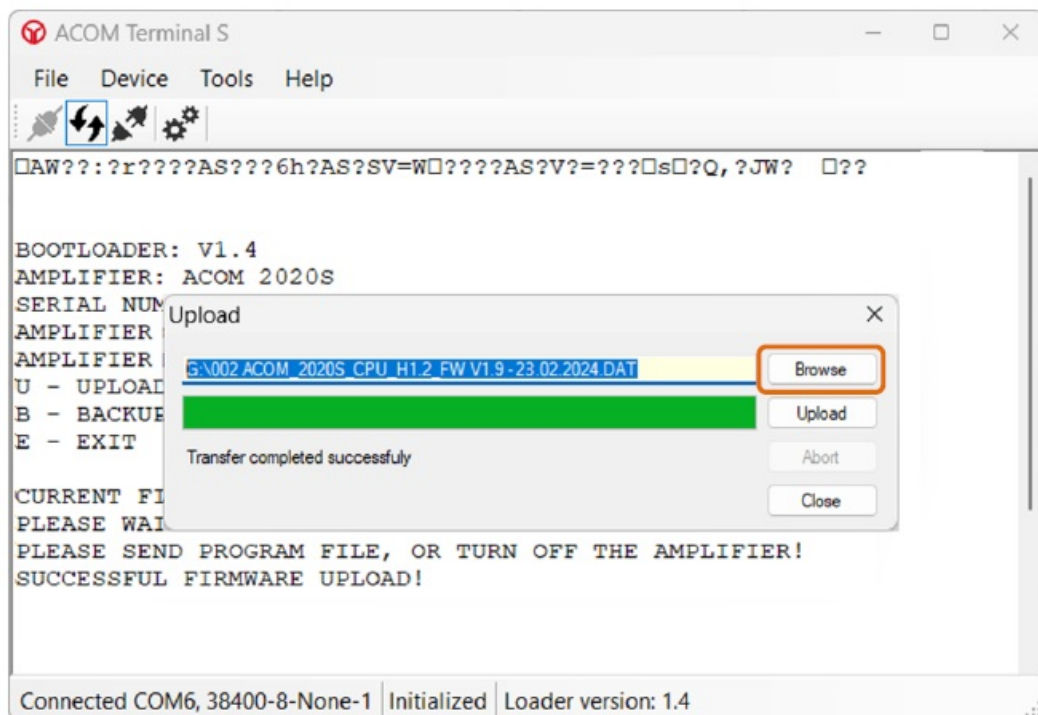 ACOM Terminal S
File Device Tools Help
□AW??:?r????AS???6h?AS?SV=W□????AS?V?=???□s□?Q,?JW? □??
BOOTLOADER: V1.4
AMPLIFIER: ACOM 2020S
SERIAL NUM
AMPLIFIER
AMPLIFIER
U - UPLOAD
B - BACKUP
E - EXIT
CURRENT FI
PLEASE WAI
PLEASE SEND PROGRAM FILE, OR TURN OFF THE AMPLIFIER!
SUCCESSFUL FIRMWARE UPLOAD!
Upload
G:\002 ACOM_2020S_CPU_H1.2_FW V1.9 - 23.02.2024.DAT
Browse
Upload
Transfer completed successfuly
Abort
Close
Connected COM6, 38400-8-None-1 Initialized Loader version: 1.4